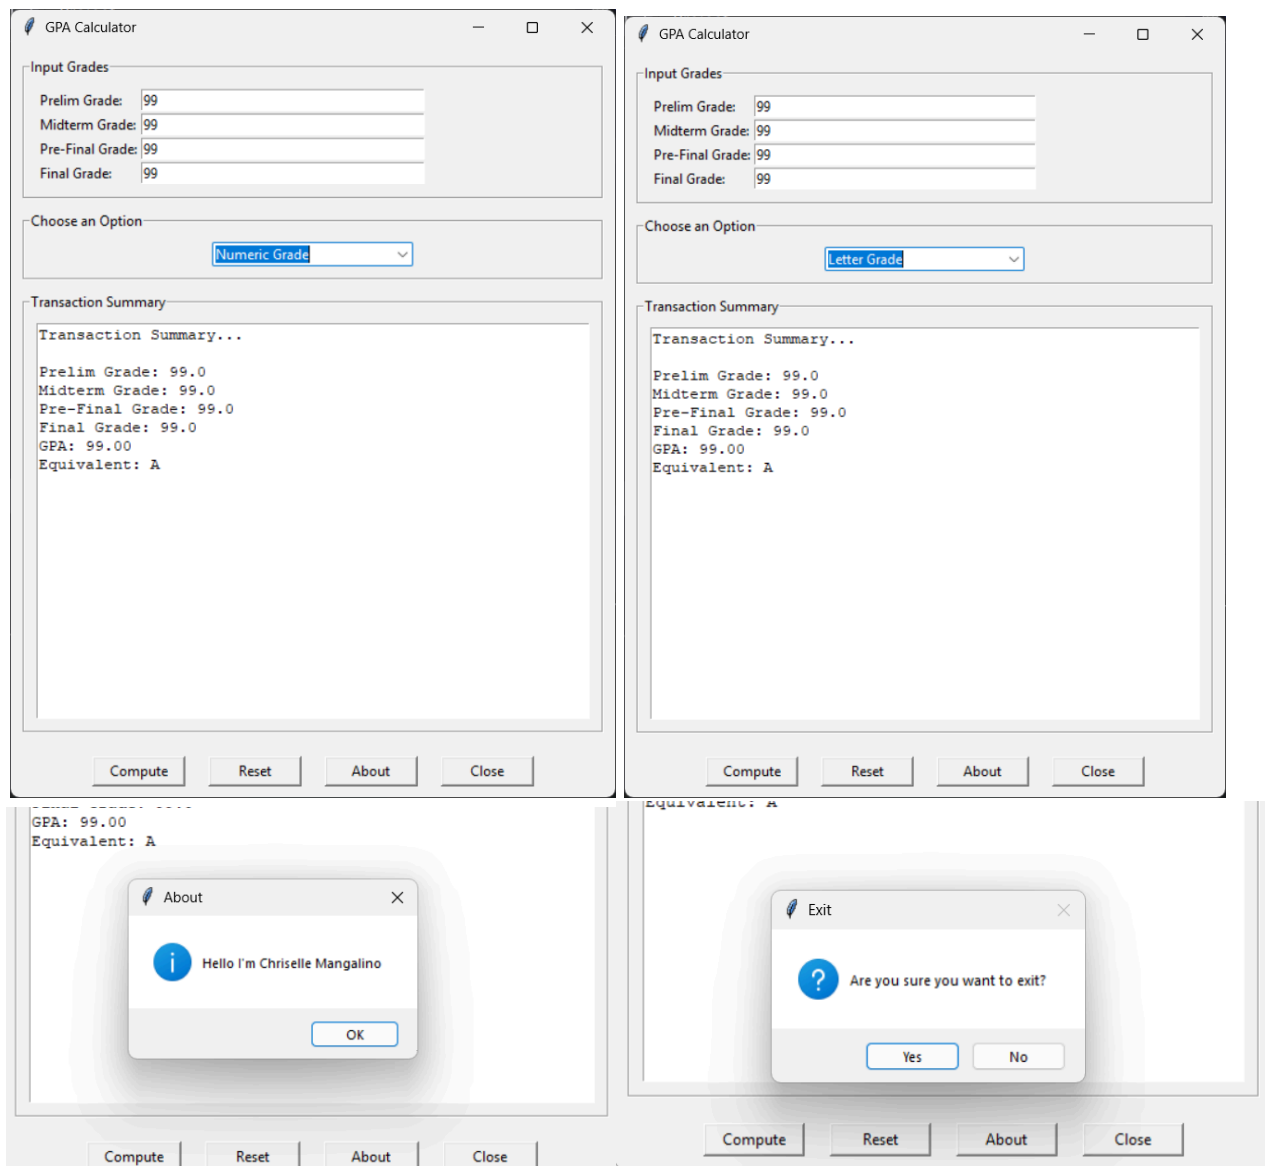 GPA Calculator
Input Grades
Prelim Grade: 99
Midterm Grade: 99
Pre-Final Grade: 99
Final Grade: 99
Choose an Option
Numeric Grade
Transaction Summary
Transaction Summary...
Prelim Grade: 99.0
Midterm Grade: 99.0
Pre-Final Grade: 99.0
Final Grade: 99.0
GPA: 99.00
Equivalent: A
Compute Reset About Close
GPA Calculator
Input Grades
Prelim Grade: 99
Midterm Grade: 99
Pre-Final Grade: 99
Final Grade: 99
Choose an Option
Letter Grade
Transaction Summary
Transaction Summary...
Prelim Grade: 99.0
Midterm Grade: 99.0
Pre-Final Grade: 99.0
Final Grade: 99.0
GPA: 99.00
Equivalent: A
Compute Reset About Close
GPA: 99.00
Equivalent: A
About
Hello I'm Chriselle Mangalino
OK
Compute Reset About Close
Equivalent: A
Exit
Are you sure you want to exit?
Yes No
Compute Reset About Close